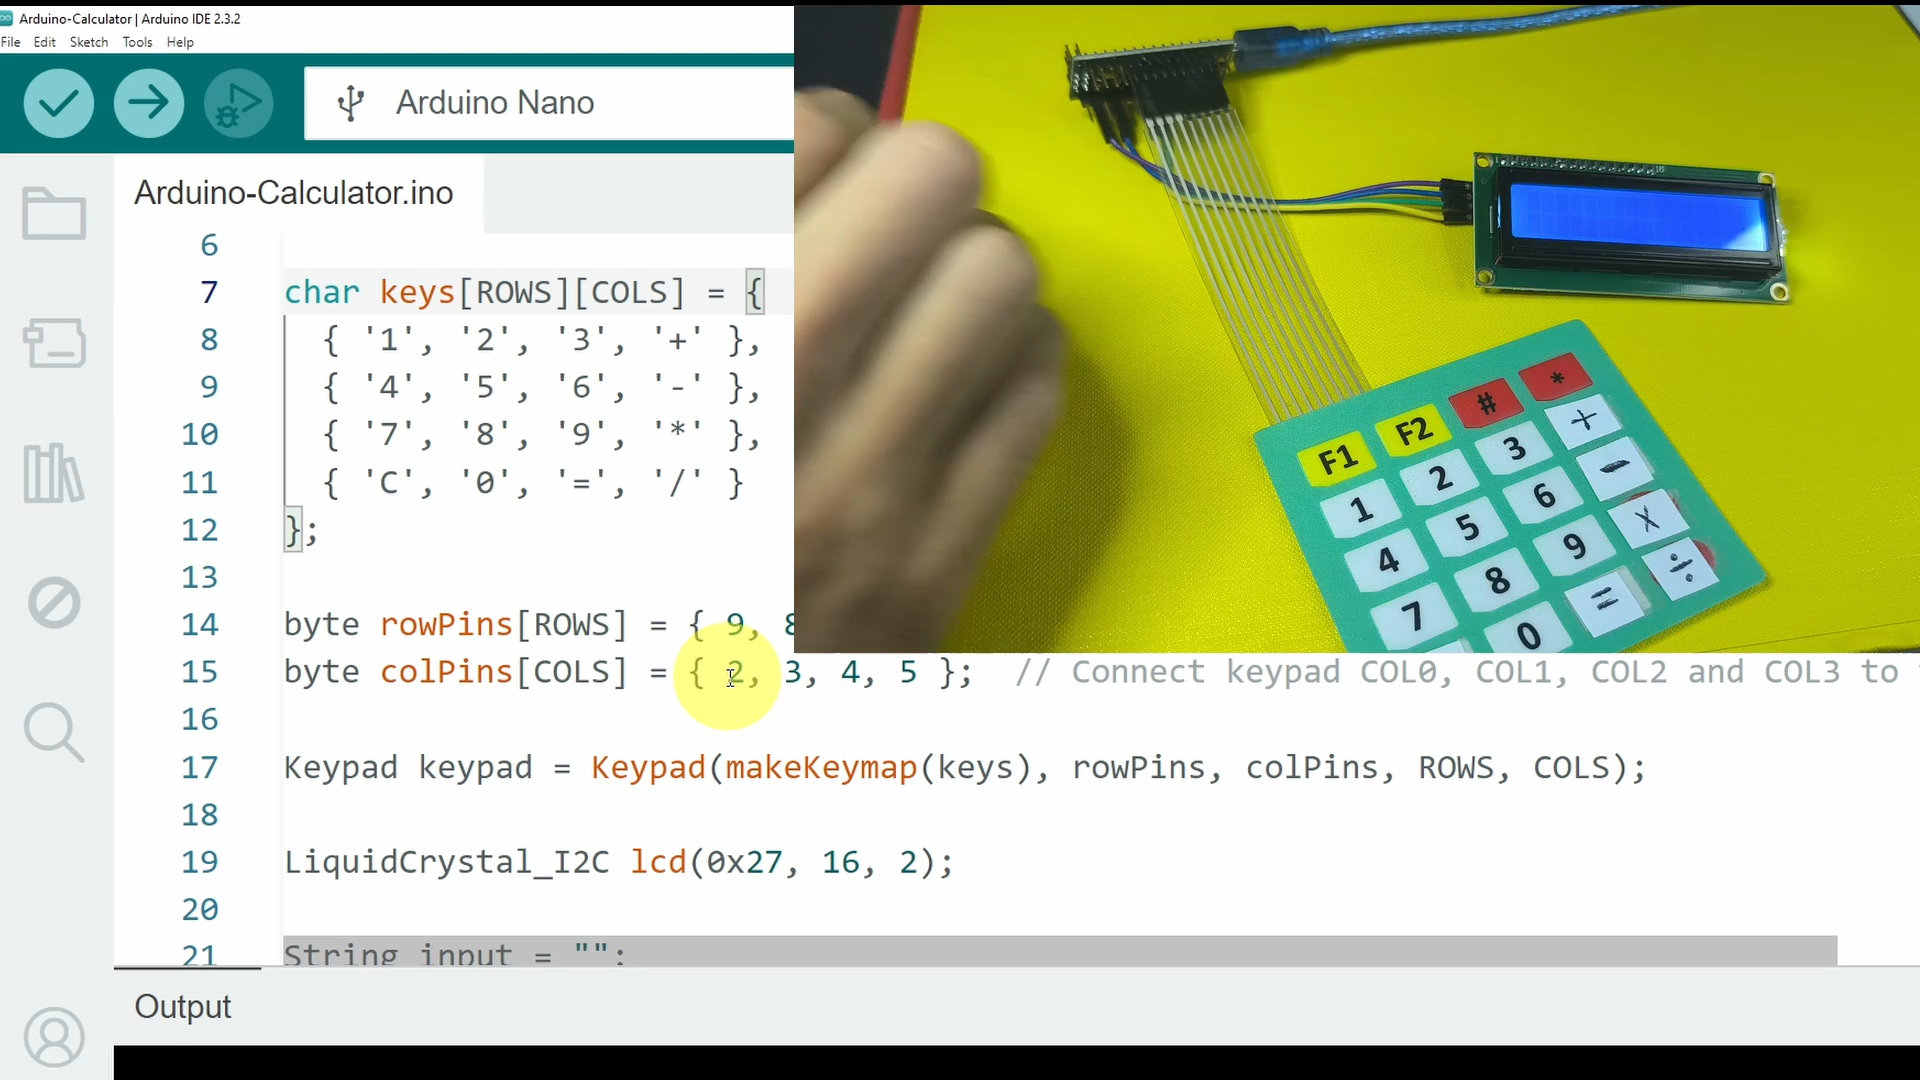 Arduino-Calculator | Arduino IDE 2.3.2
File Edit Sketch Tools Help
Arduino Nano
Arduino-Calculator.ino
6
7 char keys[ROWS][COLS] = {
8 { '1', '2', '3', '+' },
9 { '4', '5', '6', '-' },
10 { '7', '8', '9', '*' },
11 { 'C', '0', '=', '/' }
12 };
13
14 byte rowPins[ROWS] = { 9, 8
15 byte colPins[COLS] = { 2, 3, 4, 5 }; // Connect keypad COL0, COL1, COL2 and COL3 to
16
17 Keypad keypad = Keypad(makeKeymap(keys), rowPins, colPins, ROWS, COLS);
18
19 LiquidCrystal_I2C lcd(0x27, 16, 2);
20
21 String input = "";
Output
16
F1 F2 # *
1 2 3 +
4 5 6 -
7 8 9 ×
0 = ÷